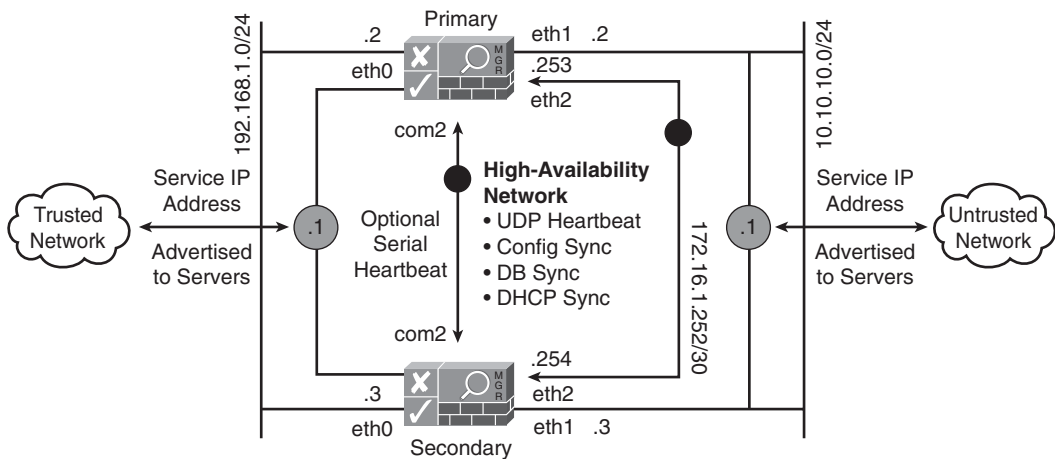 Primary
192.168.1.0/24
.2
eth0
MGR
eth1 .2
.253
eth2
10.10.10.0/24
com2
High-Availability
Network
• UDP Heartbeat
• Config Sync
• DB Sync
• DHCP Sync
Trusted
Network
Service IP
Address
Advertised
to Servers
.1
Optional
Serial
Heartbeat
172.16.1.252/30
.1
Service IP
Address
Advertised
to Servers
Untrusted
Network
com2
.254
eth2
MGR
.3
eth0
eth1 .3
Secondary